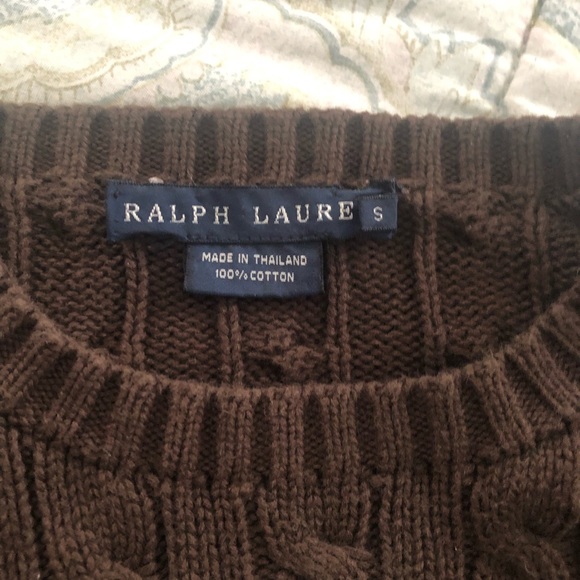 RALPH LAURE S
MADE IN THAILAND
100% COTTON